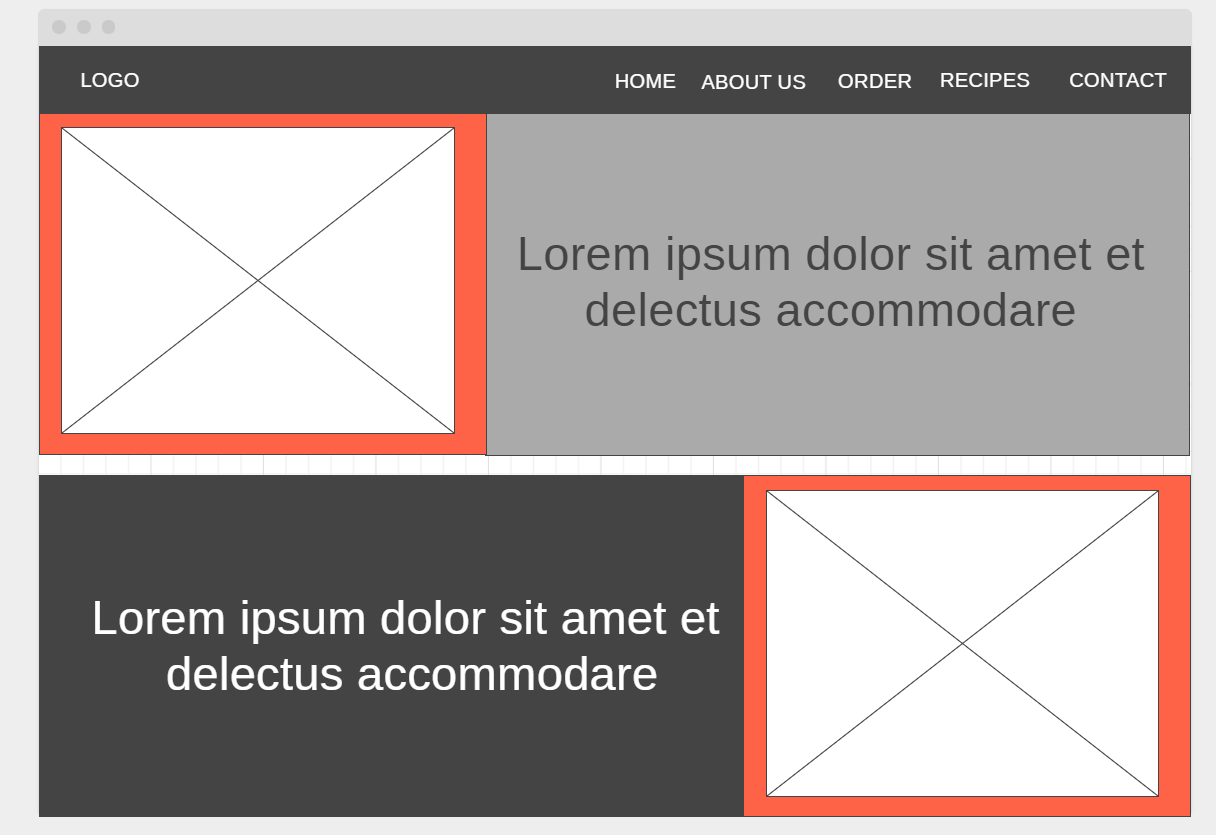 LOGO HOME ABOUT US ORDER RECIPES CONTACT
Lorem ipsum dolor sit amet et
delectus accommodare
Lorem ipsum dolor sit amet et
delectus accommodare